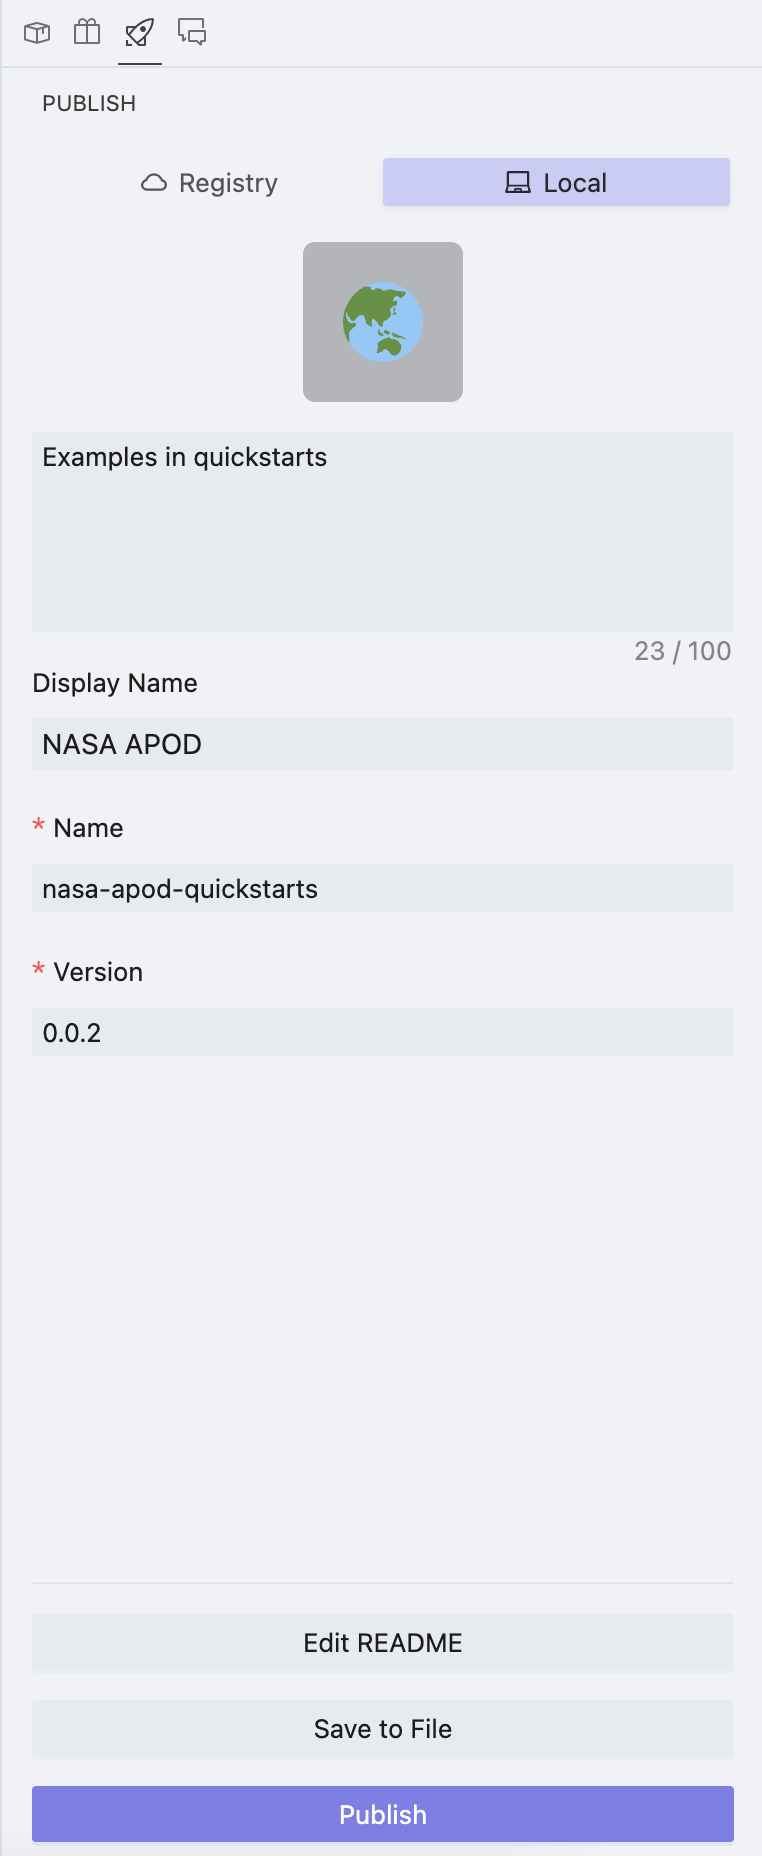 PUBLISH
Registry
Local
Examples in quickstarts
23 / 100
Display Name
NASA APOD
* Name
nasa-apod-quickstarts
* Version
0.0.2
Edit README
Save to File
Publish